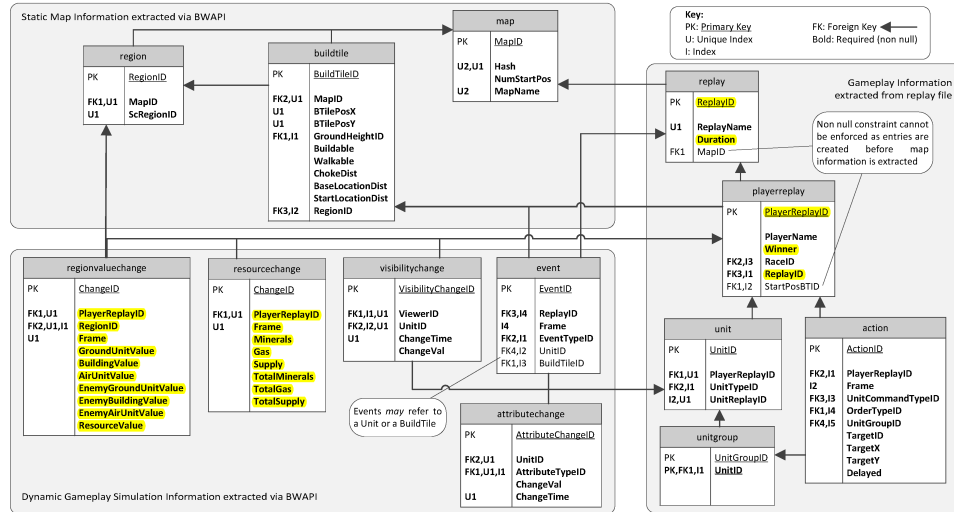 Static Map Information extracted via BWAPI
map
PK MapID
U2,U1 Hash
NumStartPos
U2 MapName
Key:
PK: Primary Key FK: Foreign Key
U: Unique Index Bold: Required (non null)
I: Index
region
PK RegionID
FK1,U1 MapID
U1 ScRegionID
buildtile
PK BuildTileID
FK2,U1 MapID
U1 BTilePosX
U1 BTilePosY
FK1,I1 GroundHeightID
Buildable
Walkable
ChokeDist
BaseLocationDist
StartLocationDist
FK3,I2 RegionID
Gameplay Information
extracted from replay file
replay
PK ReplayID
U1 ReplayName
Duration
FK1 MapID
Non null constraint cannot
be enforced as entries are
created before map
information is extracted
playerreplay
PK PlayerReplayID
PlayerName
Winner
FK2,I3 RaceID
FK3,I1 ReplayID
FK1,I2 StartPosBTID
regionvaluechange
PK ChangeID
FK1,U1 PlayerReplayID
FK2,U1,I1 RegionID
U1 Frame
GroundUnitValue
BuildingValue
AirUnitValue
EnemyGroundUnitValue
EnemyBuildingValue
EnemyAirUnitValue
ResourceValue
resourcechange
PK ChangeID
FK1,U1 PlayerReplayID
U1 Frame
Minerals
Gas
Supply
TotalMinerals
TotalGas
TotalSupply
visibilitychange
PK VisibilityChangeID
FK1,I1,U1 ViewerID
FK2,I2,U1 UnitID
U1 ChangeTime
ChangeVal
event
PK EventID
FK3,I4 ReplayID
I4 Frame
FK2,I1 EventTypeID
FK4,I2 UnitID
FK1,I3 BuildTileID
Events may refer to
a Unit or a BuildTile
attributechange
PK AttributeChangeID
FK2,U1 UnitID
FK1,U1,I1 AttributeTypeID
ChangeVal
U1 ChangeTime
unit
PK UnitID
FK1,U1 PlayerReplayID
FK2,I1 UnitTypeID
I2,U1 UnitReplayID
unitgroup
PK UnitGroupID
PK,FK1,I1 UnitID
action
PK ActionID
FK2,I1 PlayerReplayID
I2 Frame
FK3,I3 UnitCommandTypeID
FK1,I4 OrderTypeID
FK4,I5 UnitGroupID
TargetID
TargetX
TargetY
Delayed
Dynamic Gameplay Simulation Information extracted via BWAPI